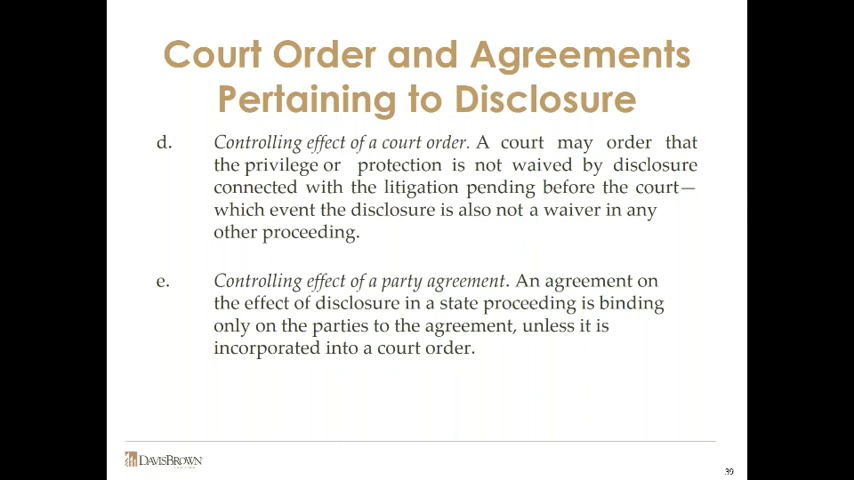 Court Order and Agreements
Pertaining to Disclosure
d. Controlling effect of a court order. A court may order that
the privilege or protection is not waived by disclosure
connected with the litigation pending before the court—
which event the disclosure is also not a waiver in any
other proceeding.
e. Controlling effect of a party agreement. An agreement on
the effect of disclosure in a state proceeding is binding
only on the parties to the agreement, unless it is
incorporated into a court order.
DAVISBROWN
39